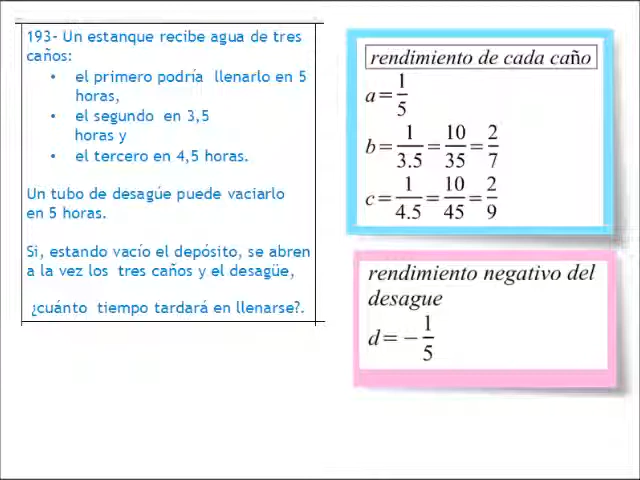 193- Un estanque recibe agua de tres
caños:
• el primero podría llenarlo en 5
horas,
• el segundo en 3,5
horas y
• el tercero en 4,5 horas.
Un tubo de desagúe puede vaciarlo
en 5 horas.
Si, estando vacío el depósito, se abren
a la vez los tres caños y el desagüe,
¿cuánto tiempo tardará en llenarse?.
rendimiento de cada caño
a = 1/5
b = 1/3.5 = 10/35 = 2/7
c = 1/4.5 = 10/45 = 2/9
rendimiento negativo del
desague
d = - 1/5